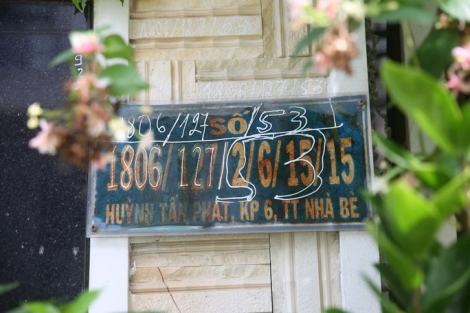 1806/127 SỐ /53
1806/127/2/6/15/15
HUỲNH TẤN PHÁT, KP 6, TT NHÀ BÈ